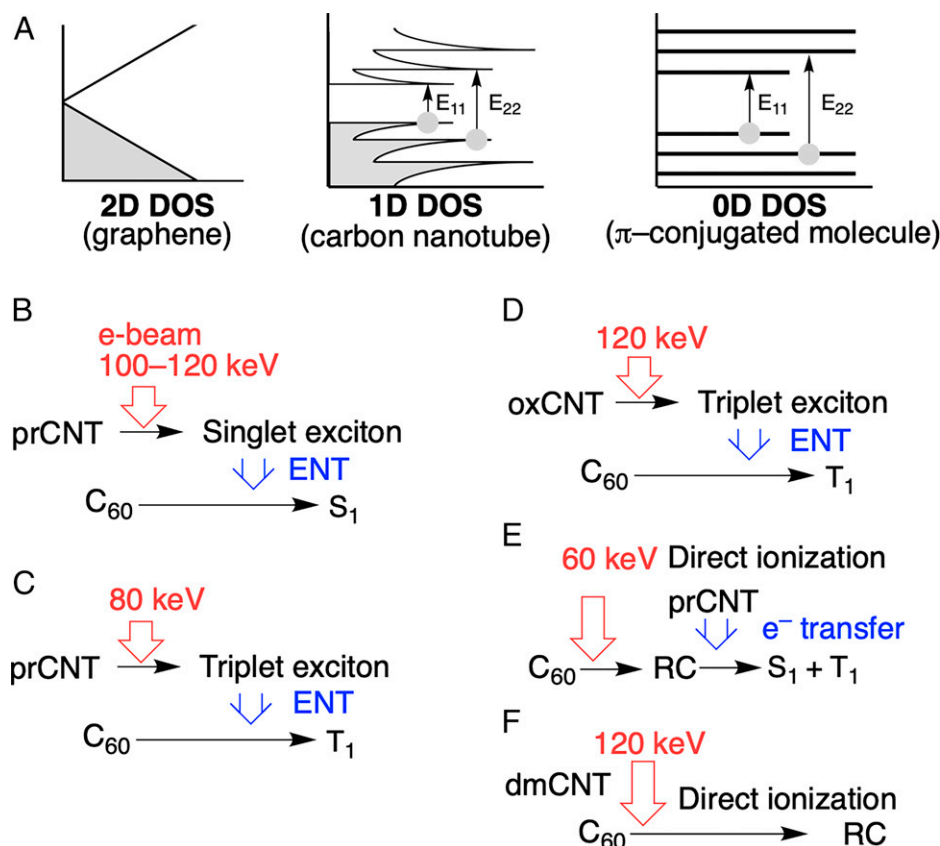 A
E₁₁
E₂₂
E₁₁
E₂₂
2D DOS
(graphene)
1D DOS
(carbon nanotube)
0D DOS
(π–conjugated molecule)
B
e-beam
100–120 keV
prCNT
Singlet exciton
ENT
C₆₀
S₁
C
80 keV
prCNT
Triplet exciton
ENT
C₆₀
T₁
D
120 keV
oxCNT
Triplet exciton
ENT
C₆₀
T₁
E
60 keV
Direct ionization
prCNT
e⁻ transfer
C₆₀
RC
S₁ + T₁
F
120 keV
dmCNT
Direct ionization
C₆₀
RC